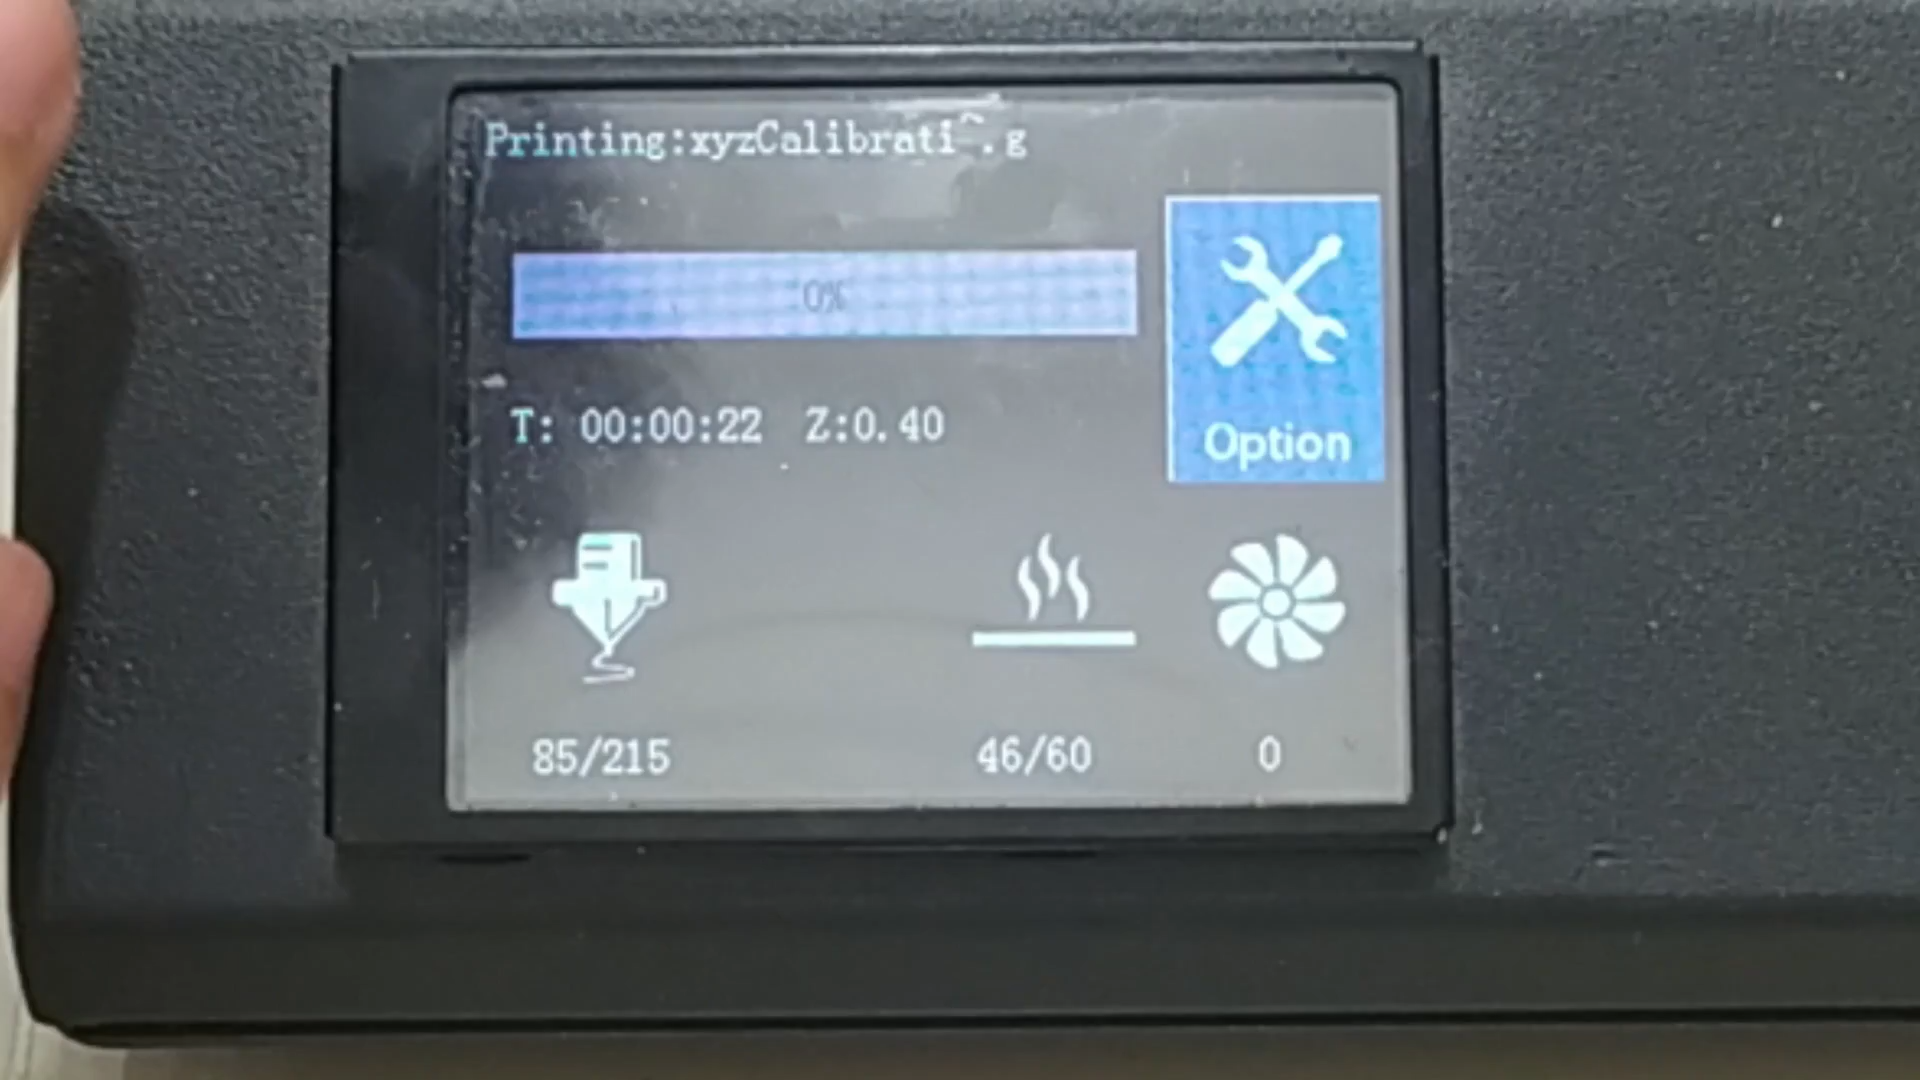 Printing:xyzCalibrati~.g
0%
T: 00:00:22 Z:0.40
Option
85/215
46/60
0